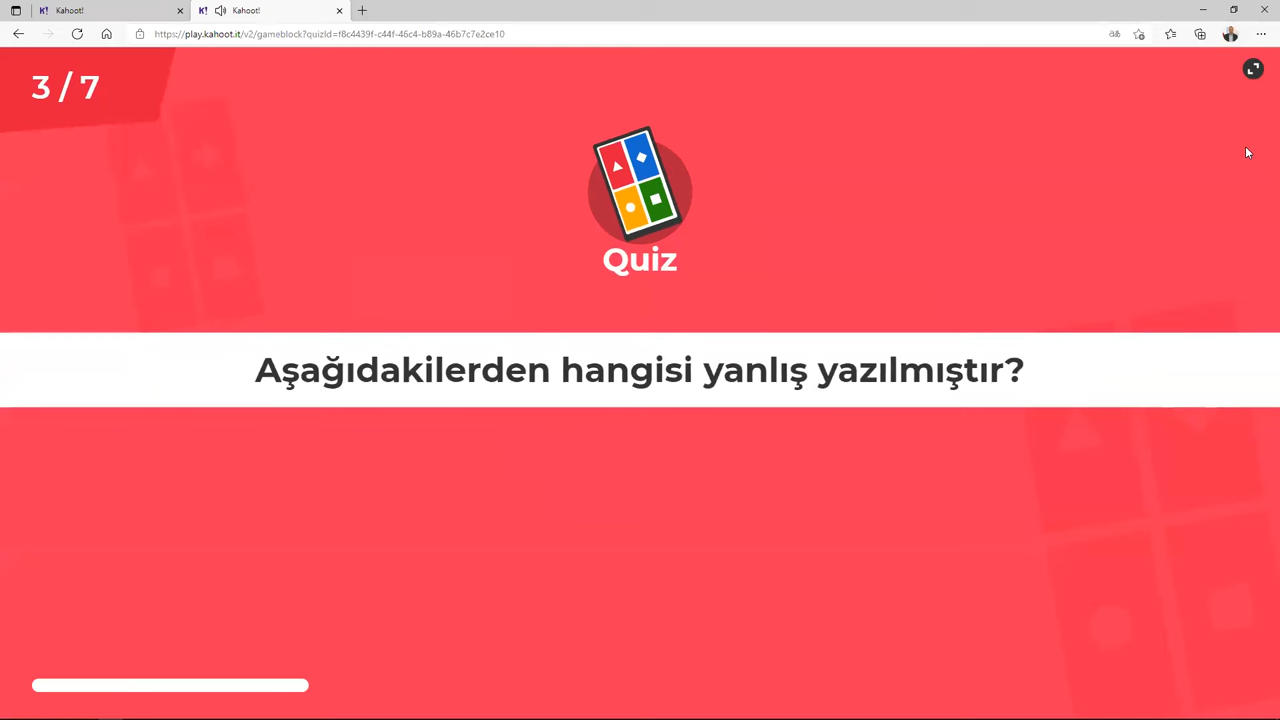 Kahoot!
Kahoot!
https://play.kahoot.it/v2/gameblock?quizId=f8c4439f-c44f-46c4-b89a-46b7c7e2ce10
3 / 7
Quiz
Aşağıdakilerden hangisi yanlış yazılmıştır?